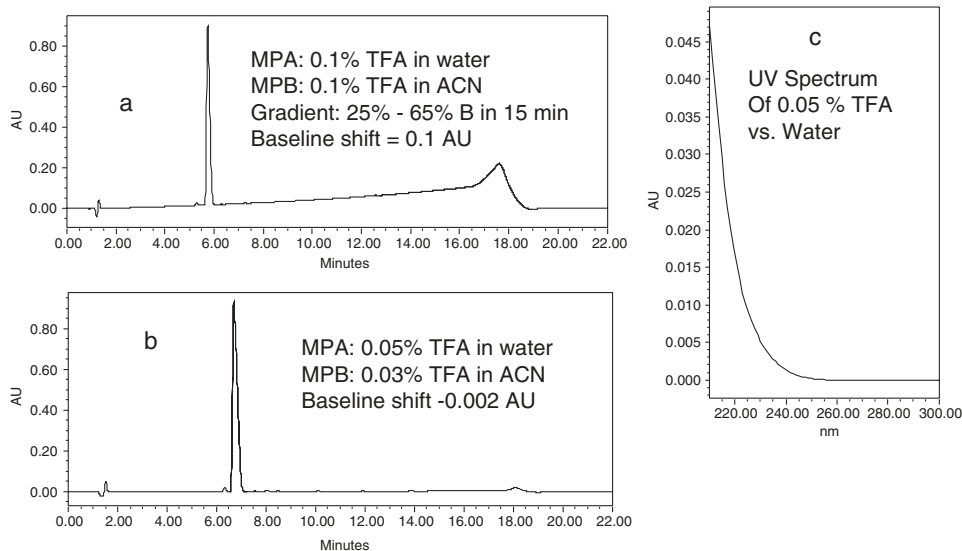 a
MPA: 0.1% TFA in water
MPB: 0.1% TFA in ACN
Gradient: 25% - 65% B in 15 min
Baseline shift = 0.1 AU
AU
0.80
0.60
0.40
0.20
0.00
0.00 2.00 4.00 6.00 8.00 10.00 12.00 14.00 16.00 18.00 20.00 22.00
Minutes
b
MPA: 0.05% TFA in water
MPB: 0.03% TFA in ACN
Baseline shift -0.002 AU
AU
0.80
0.60
0.40
0.20
0.00
0.00 2.00 4.00 6.00 8.00 10.00 12.00 14.00 16.00 18.00 20.00 22.00
Minutes
c
UV Spectrum
Of 0.05 % TFA
vs. Water
AU
0.045
0.040
0.035
0.030
0.025
0.020
0.015
0.010
0.005
0.000
220.00 240.00 260.00 280.00 300.00
nm